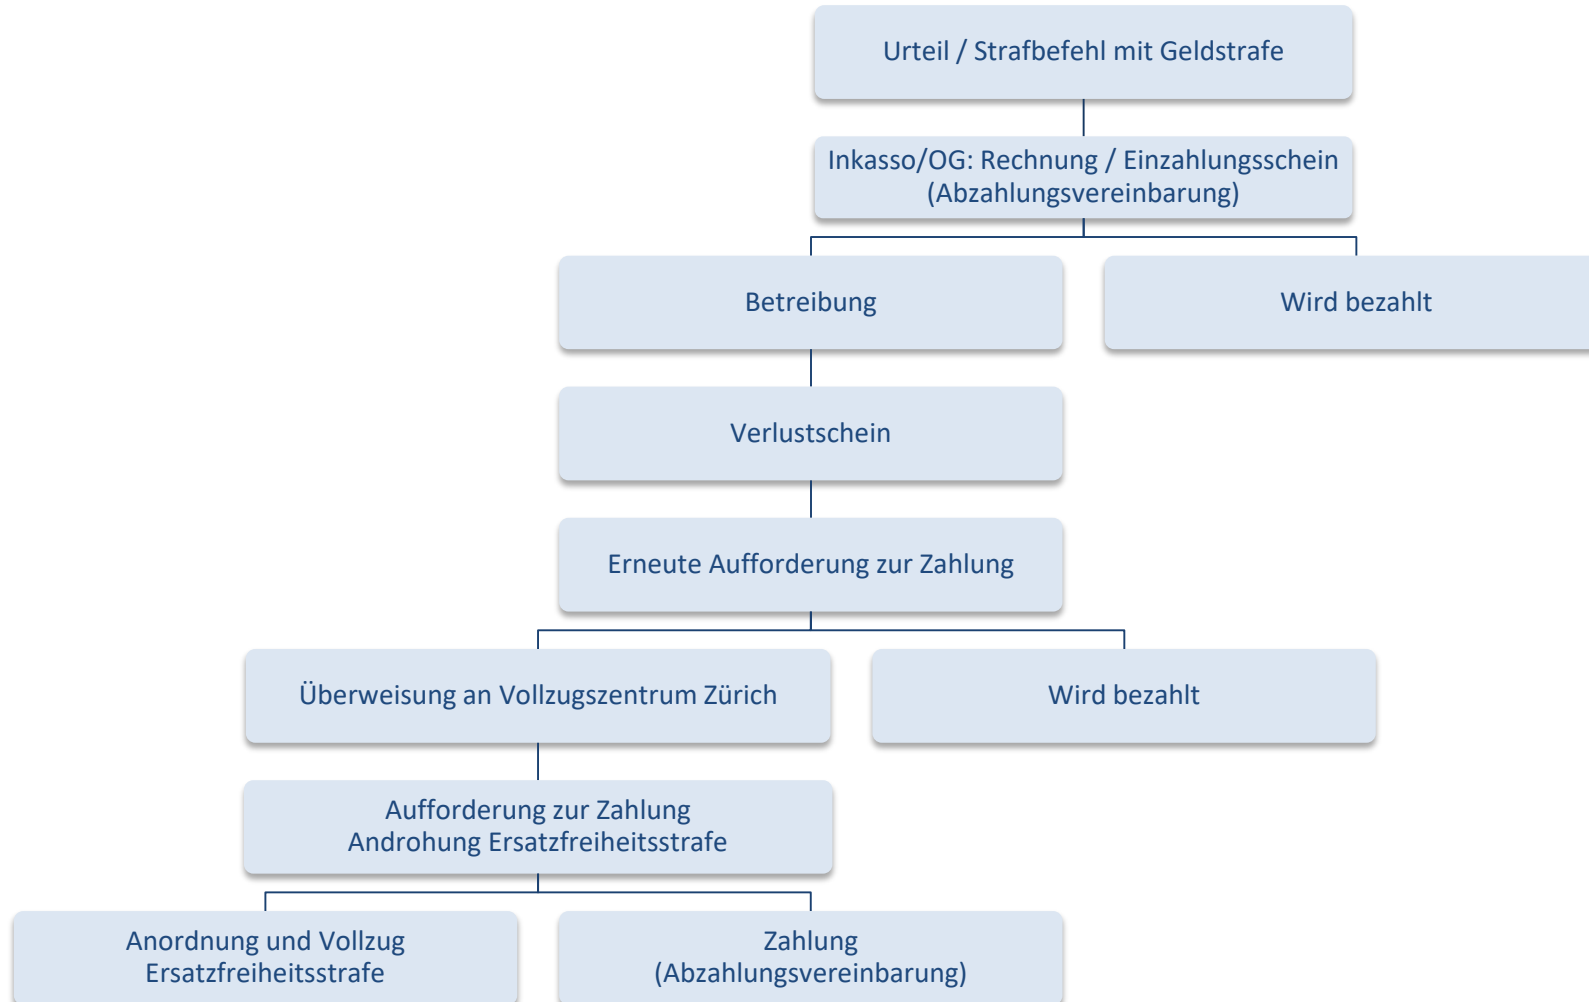 Urteil / Strafbefehl mit Geldstrafe
Inkasso/OG: Rechnung / Einzahlungsschein
(Abzahlungsvereinbarung)
Betreibung
Wird bezahlt
Verlustschein
Erneute Aufforderung zur Zahlung
Überweisung an Vollzugszentrum Zürich
Wird bezahlt
Aufforderung zur Zahlung
Androhung Ersatzfreiheitsstrafe
Anordnung und Vollzug
Ersatzfreiheitsstrafe
Zahlung
(Abzahlungsvereinbarung)